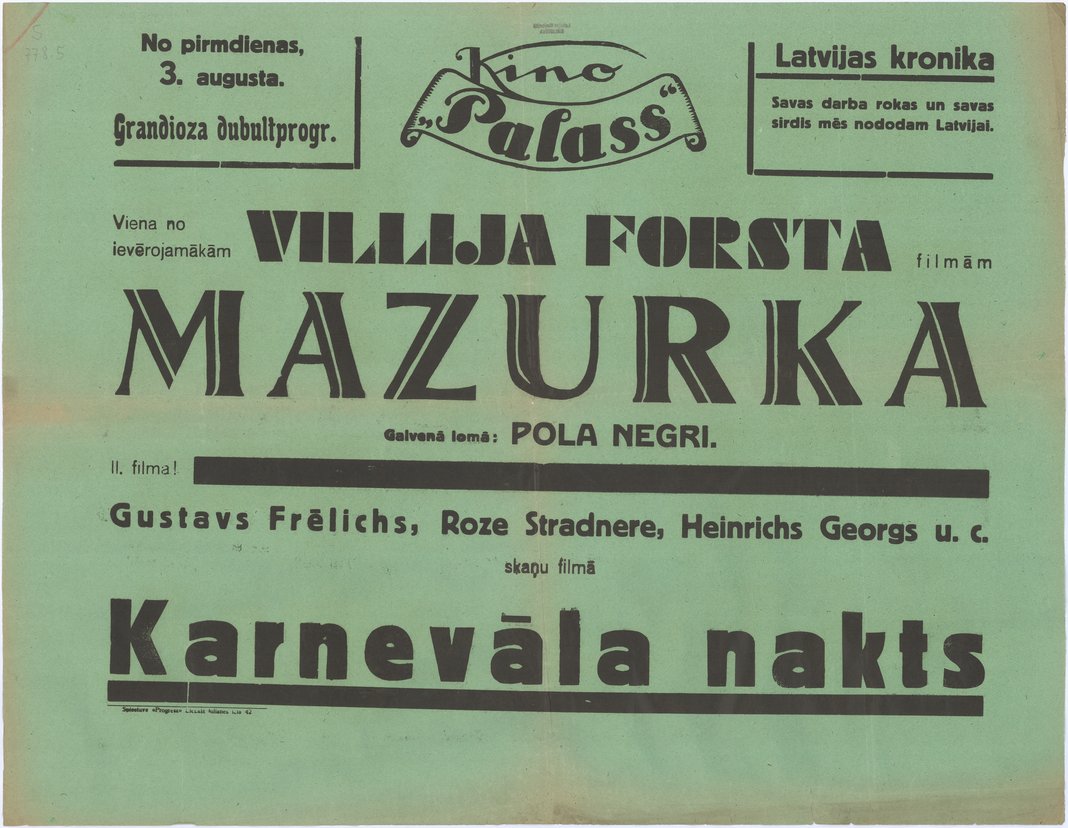 No pirmdienas,
3. augusta.
Grandioza dubultprogr.
Kino
„Palass“
Latvijas kronika
Savas darba rokas un savas
sirdis mēs nododam Latvijai.
Viena no
ievērojamākām
VILLIJA FORSTA
filmām
MAZURKA
Galvenā lomā: POLA NEGRI.
II. filma!
Gustavs Frēlichs, Roze Stradnere, Heinrichs Georgs u. c.
skaņu filmā
Karnevāla nakts
Spiestuve «Progress»